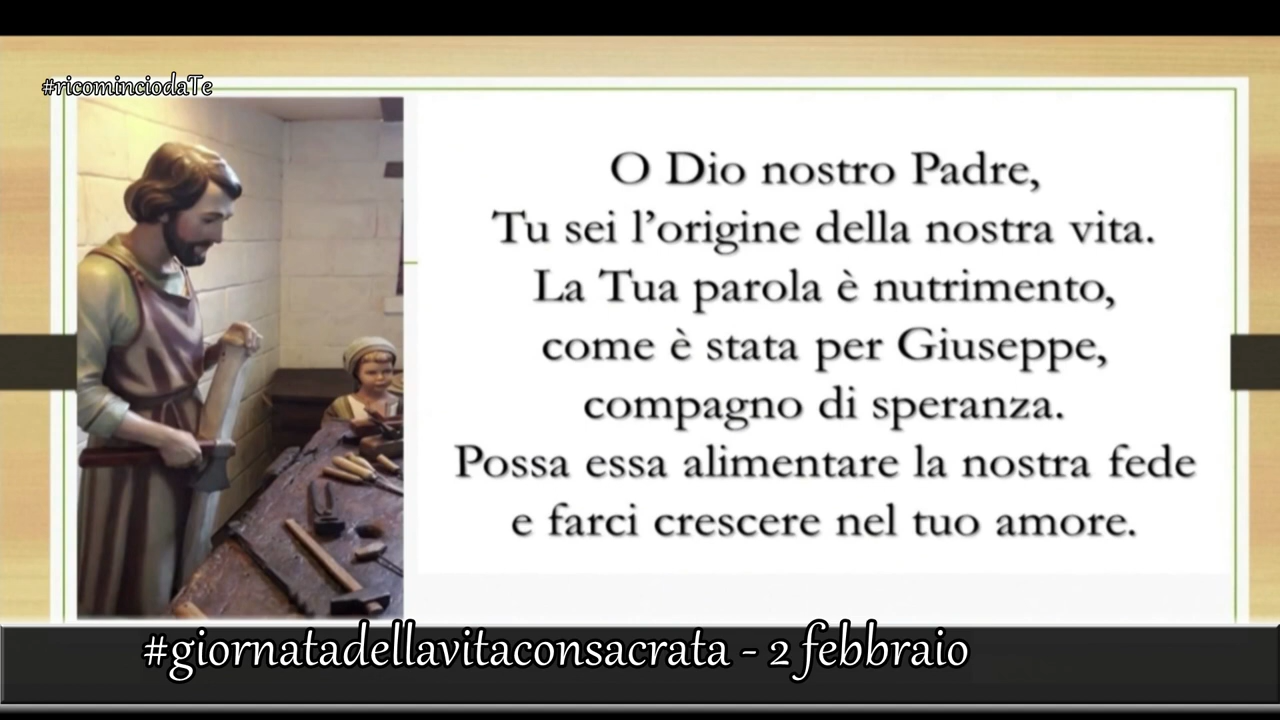 #ricominciodaTe
O Dio nostro Padre,
Tu sei l’origine della nostra vita.
La Tua parola è nutrimento,
come è stata per Giuseppe,
compagno di speranza.
Possa essa alimentare la nostra fede
e farci crescere nel tuo amore.
#giornatadellavitaconsacrata - 2 febbraio